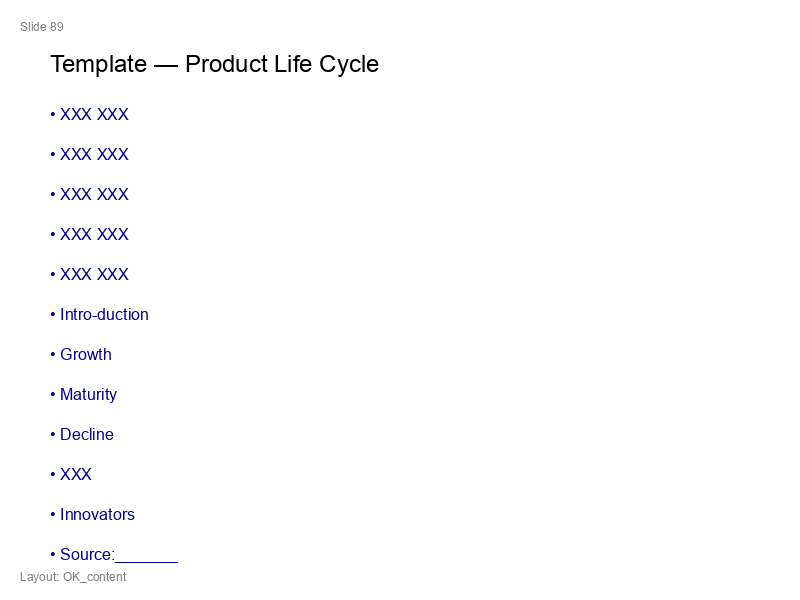 Slide 89
Template — Product Life Cycle
• XXX XXX
• XXX XXX
• XXX XXX
• XXX XXX
• XXX XXX
• Intro-duction
• Growth
• Maturity
• Decline
• XXX
• Innovators
• Source:_______
Layout: OK_content